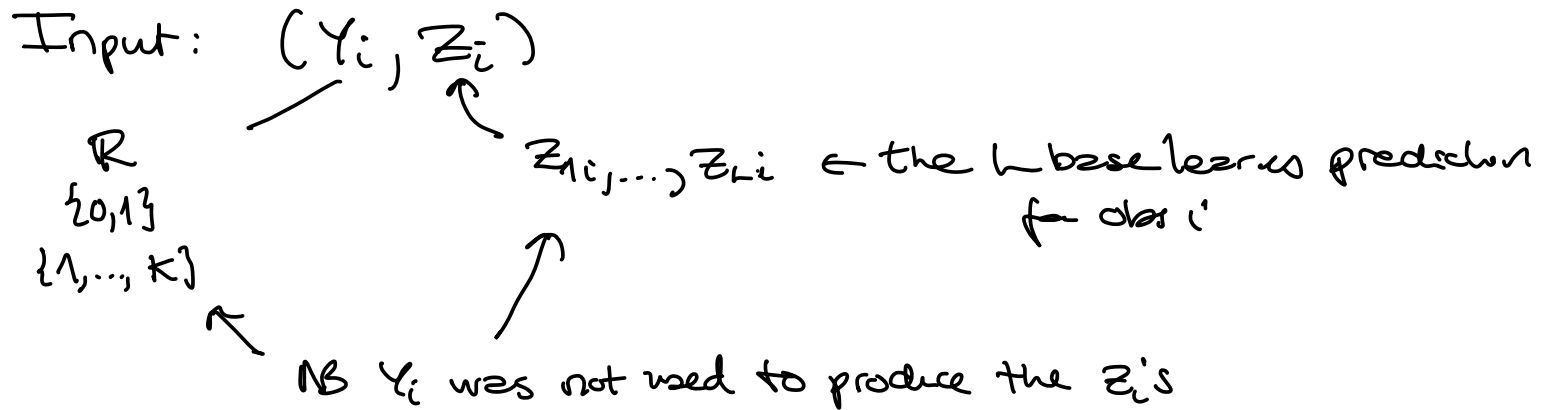 Input: (Yi, Zi)
R
Z1i,...,ZLi ← the L base learners prediction
{0,1}
for obs i
{1,..., K}
NB Yi was not used to produce the Zi's